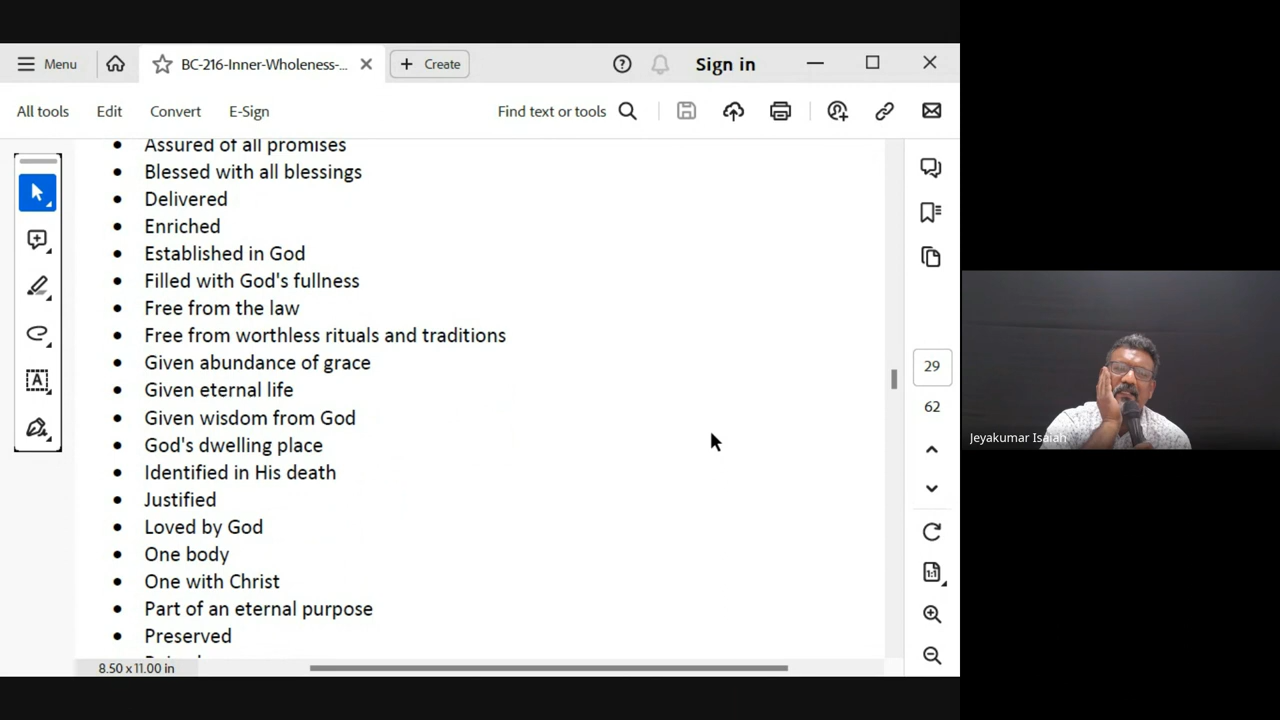 Menu
BC-216-Inner-Wholeness-...
Create
Sign in
All tools
Edit
Convert
E-Sign
Find text or tools
Assured of all promises
Blessed with all blessings
Delivered
Enriched
Established in God
Filled with God's fullness
Free from the law
Free from worthless rituals and traditions
Given abundance of grace
Given eternal life
Given wisdom from God
God's dwelling place
Identified in His death
Justified
Loved by God
One body
One with Christ
Part of an eternal purpose
Preserved
8.50 x 11.00 in
29
62
1:1
Jeyakumar Isaiah